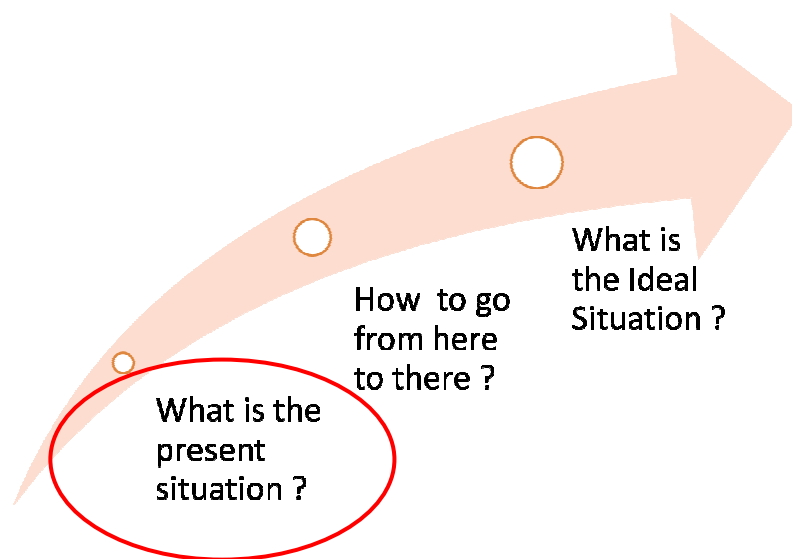 What is the
present
situation ?
How  to go
from here
to there ?
What is
the Ideal
Situation ?